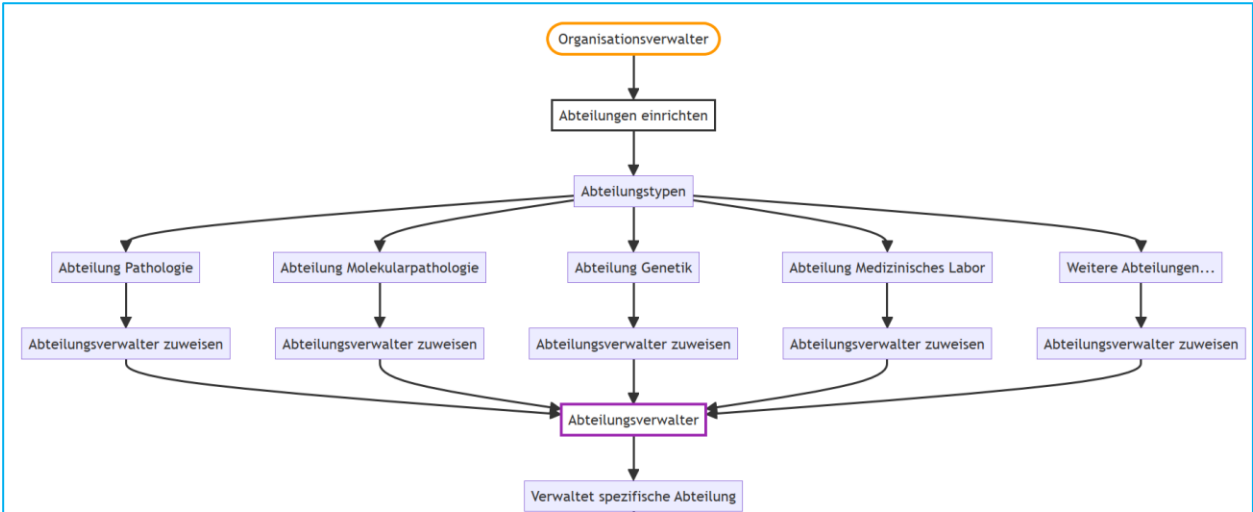 Organisationsverwalter
Abteilungen einrichten
Abteilungstypen
Abteilung Pathologie
Abteilung Molekularpathologie
Abteilung Genetik
Abteilung Medizinisches Labor
Weitere Abteilungen...
Abteilungsverwalter zuweisen
Abteilungsverwalter zuweisen
Abteilungsverwalter zuweisen
Abteilungsverwalter zuweisen
Abteilungsverwalter zuweisen
Abteilungsverwalter
Verwaltet spezifische Abteilung